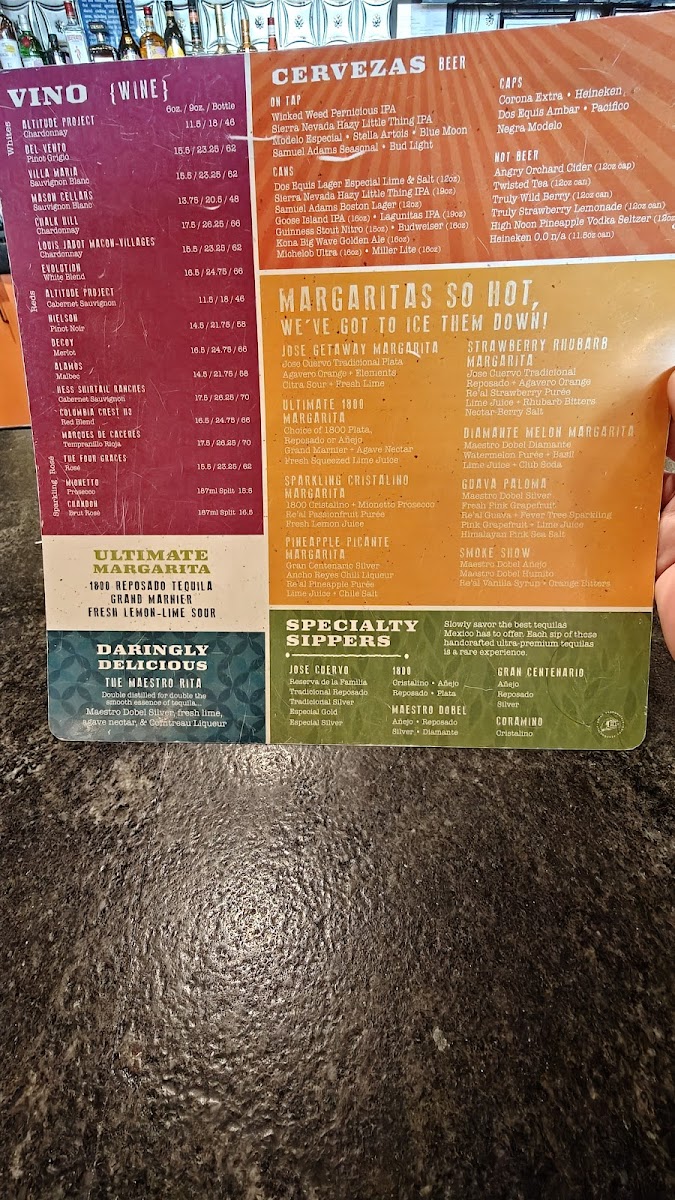 VINO {WINE}
6oz. / 9oz. / Bottle
Whites
ALTITUDE PROJECT
Chardonnay
11.5 / 18 / 46
DEL VENTO
Pinot Grigio
15.5 / 23.25 / 62
VILLA MARIA
Sauvignon Blanc
15.5 / 23.25 / 62
MASON CELLARS
Sauvignon Blanc
13.75 / 20.5 / 48
CHALK HILL
Chardonnay
17.5 / 26.25 / 66
LOUIS JADOT MACON-VILLAGES
Chardonnay
15.5 / 23.25 / 62
EVOLUTION
White Blend
16.5 / 24.75 / 66
Reds
ALTITUDE PROJECT
Cabernet Sauvignon
11.5 / 18 / 46
NIELSON
Pinot Noir
14.5 / 21.75 / 58
DECOY
Merlot
16.5 / 24.75 / 66
ALAMOS
Malbec
14.5 / 21.75 / 58
HESS SHIRTAIL RANCHES
Cabernet Sauvignon
17.5 / 26.25 / 70
COLUMBIA CREST H3
Red Blend
16.5 / 24.75 / 66
MARQUES DE CACERES
Tempranillo Rioja
17.5 / 26.25 / 70
Rosé
THE FOUR GRACES
Rosé
15.5 / 23.25 / 62
Sparkling
MIONETTO
Prosecco
187ml Split 15.5
CHANDON
Brut Rosé
187ml Split 16.5
ULTIMATE
MARGARITA
1800 REPOSADO TEQUILA
GRAND MARNIER
FRESH LEMON-LIME SOUR
DARINGLY
DELICIOUS
THE MAESTRO RITA
Double distilled for double the
smooth essence of tequila...
Maestro Dobel Silver, fresh lime,
agave nectar, & Cointreau Liqueur
CERVEZAS BEER
ON TAP
Wicked Weed Pernicious IPA
Sierra Nevada Hazy Little Thing IPA
Modelo Especial • Stella Artois • Blue Moon
Samuel Adams Seasonal • Bud Light
CANS
Dos Equis Lager Especial Lime & Salt (12oz)
Sierra Nevada Hazy Little Thing IPA (19oz)
Samuel Adams Boston Lager (12oz)
Goose Island IPA (16oz) • Lagunitas IPA (19oz)
Guinness Stout Nitro (15oz) • Budweiser (16oz)
Kona Big Wave Golden Ale (16oz)
Michelob Ultra (16oz) • Miller Lite (16oz)
CAPS
Corona Extra • Heineken
Dos Equis Ambar • Pacifico
Negra Modelo
NOT BEER
Angry Orchard Cider (12oz cap)
Twisted Tea (12oz can)
Truly Wild Berry (12oz can)
Truly Strawberry Lemonade (12oz can)
High Noon Pineapple Vodka Seltzer (12oz
Heineken 0.0 n/a (11.5oz can)
MARGARITAS SO HOT,
WE'VE GOT TO ICE THEM DOWN!
JOSE GETAWAY MARGARITA
Jose Cuervo Tradicional Plata
Agavero Orange + Elements
Citra Sour + Fresh Lime
ULTIMATE 1800
MARGARITA
Choice of 1800 Plata,
Reposado or Añejo
Grand Marnier + Agave Nectar
Fresh Squeezed Lime Juice
SPARKLING CRISTALINO
MARGARITA
1800 Cristalino + Mionetto Prosecco
Re'al Passionfruit Purée
Fresh Lemon Juice
PINEAPPLE PICANTE
MARGARITA
Gran Centenario Silver
Ancho Reyes Chili Liqueur
Re'al Pineapple Purée
Lime Juice + Chile Salt
STRAWBERRY RHUBARB
MARGARITA
Jose Cuervo Tradicional
Reposado + Agavero Orange
Re'al Strawberry Purée
Lime Juice + Rhubarb Bitters
Nectar-Berry Salt
DIAMANTE MELON MARGARITA
Maestro Dobel Diamante
Watermelon Purée + Basil
Lime Juice + Club Soda
GUAVA PALOMA
Maestro Dobel Silver
Fresh Pink Grapefruit
Re'al Guava + Fever Tree Sparkling
Pink Grapefruit + Lime Juice
Himalayan Pink Sea Salt
SMOKE SHOW
Maestro Dobel Añejo
Maestro Dobel Humito
Re'al Vanilla Syrup + Orange Bitters
SPECIALTY
SIPPERS
Slowly savor the best tequilas
Mexico has to offer. Each sip of these
handcrafted ultra-premium tequilas
is a rare experience.
JOSE CUERVO
Reserva de la Familia
Tradicional Reposado
Tradicional Silver
Especial Gold
Especial Silver
1800
Cristalino • Añejo
Reposado • Plata
MAESTRO DOBEL
Añejo • Reposado
Silver • Diamante
GRAN CENTENARIO
Añejo
Reposado
Silver
CORAMINO
Cristalino